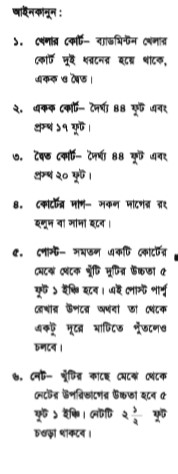 আইনকানুন :
১. খেলার কোর্ট– ব্যাডমিন্টন খেলার
কোর্ট দুই ধরনের হয়ে থাকে,
একক ও দ্বৈত।
২. একক কোর্ট– দৈর্ঘ্য ৪৪ ফুট এবং
প্রস্থ ১৭ ফুট।
৩. দ্বৈত কোর্ট– দৈর্ঘ্য ৪৪ ফুট এবং
প্রস্থ ২০ ফুট।
৪. কোর্টের দাগ– সকল দাগের রং
হলুদ বা সাদা হবে।
৫. পোস্ট– সমতল একটি কোর্টের
মেঝে থেকে খুঁটি দুটির উচ্চতা ৫
ফুট ১ ইঞ্চি হবে। এই পোস্ট পার্শ্ব
রেখার উপরে অথবা তা থেকে
একটু দূরে মাটিতে পুঁতলেও
চলবে।
৬. নেট– খুঁটির কাছে মেঝে থেকে
নেটের উপরিভাগের উচ্চতা হবে ৫
ফুট ১ ইঞ্চি। নেটটি ২ ১/২ ফুট
চওড়া থাকবে।